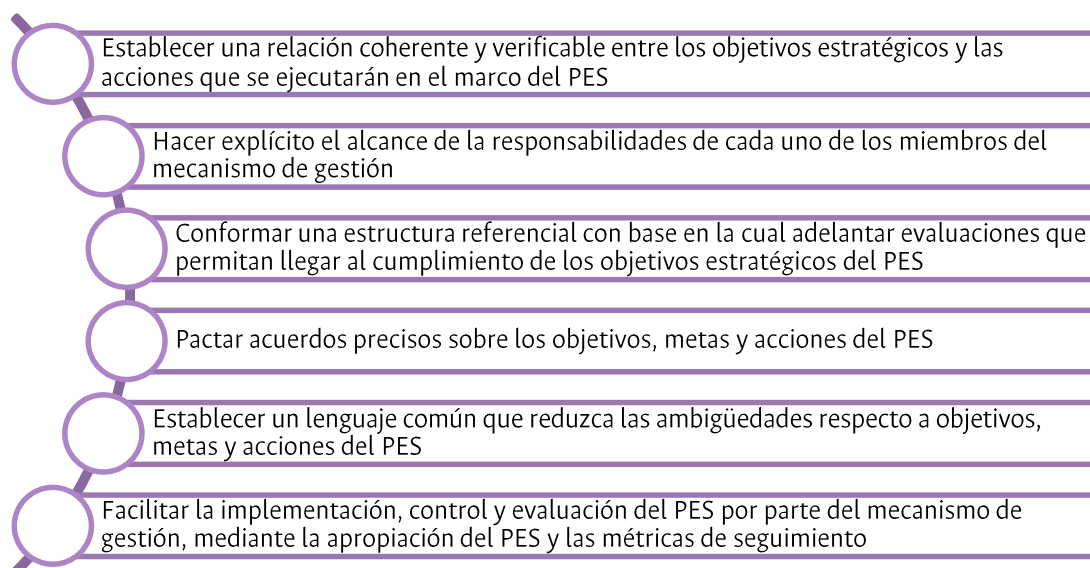 Establecer una relación coherente y verificable entre los objetivos estratégicos y las
acciones que se ejecutarán en el marco del PES
Hacer explícito el alcance de la responsabilidades de cada uno de los miembros del
mecanismo de gestión
Conformar una estructura referencial con base en la cual adelantar evaluaciones que
permitan llegar al cumplimiento de los objetivos estratégicos del PES
Pactar acuerdos precisos sobre los objetivos, metas y acciones del PES
Establecer un lenguaje común que reduzca las ambigüedades respecto a objetivos,
metas y acciones del PES
Facilitar la implementación, control y evaluación del PES por parte del mecanismo de
gestión, mediante la apropiación del PES y las métricas de seguimiento